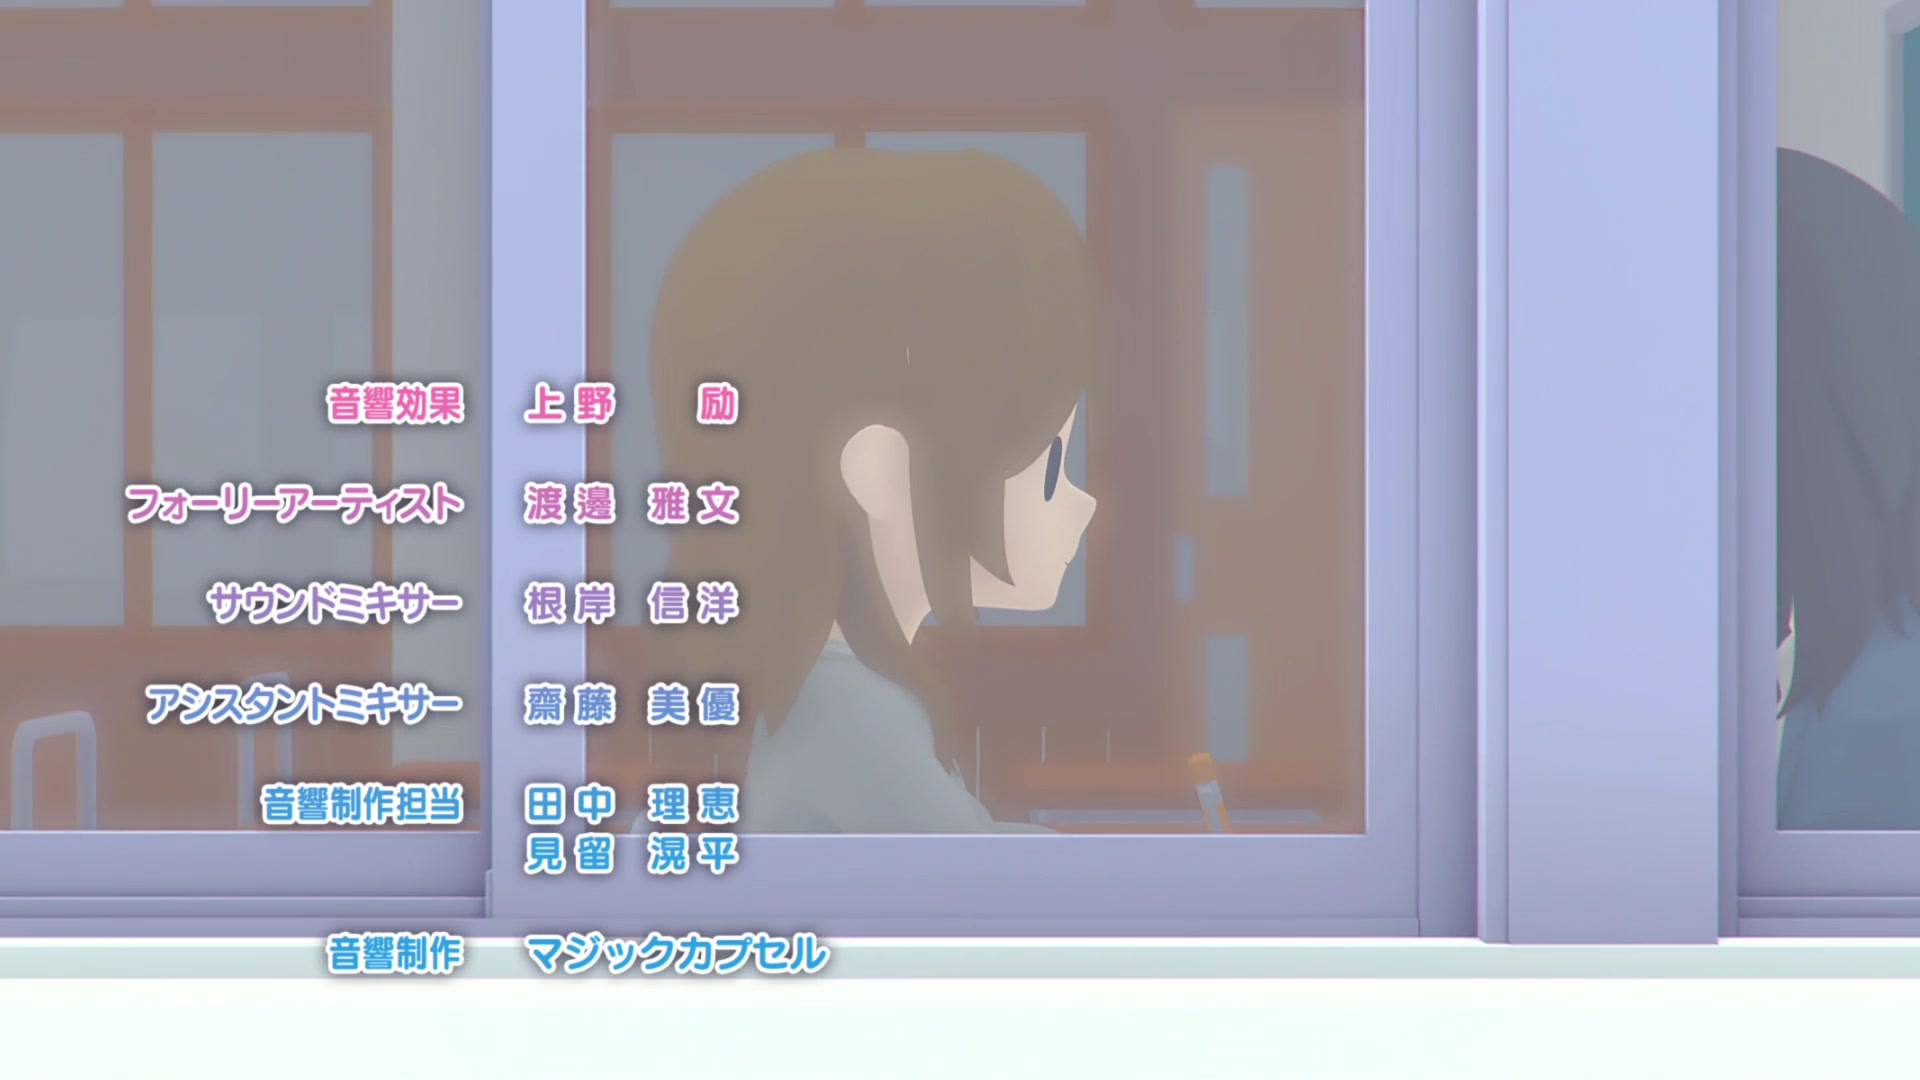 音響効果 上野 励
フォーリーアーティスト 渡邊 雅文
サウンドミキサー 根岸 信洋
アシスタントミキサー 齋藤 美優
音響制作担当 田中 理恵
見留 滉平
音響制作 マジックカプセル